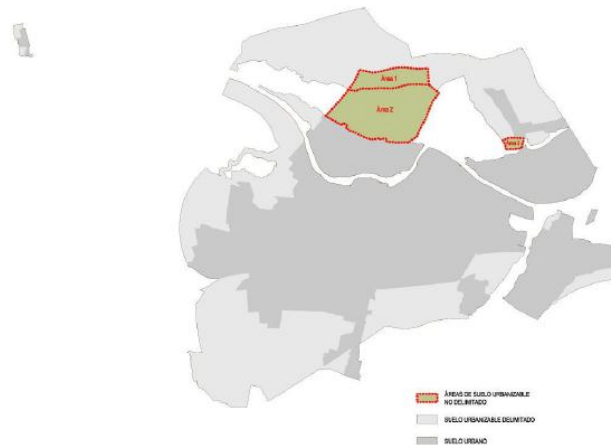 Área 1
Área 2
Área 3
ÁREAS DE SUELO URBANIZABLE
NO DELIMITADO
SUELO URBANIZABLE DELIMITADO
SUELO URBANO